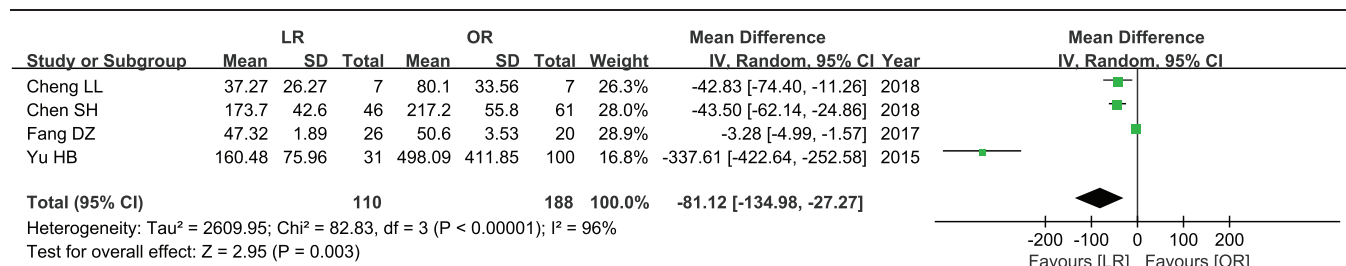 LR OR Mean Difference Mean Difference
Study or Subgroup Mean SD Total Mean SD Total Weight IV, Random, 95% CI Year IV, Random, 95% CI
Cheng LL 37.27 26.27 7 80.1 33.56 7 26.3% -42.83 [-74.40, -11.26] 2018
Chen SH 173.7 42.6 46 217.2 55.8 61 28.0% -43.50 [-62.14, -24.86] 2018
Fang DZ 47.32 1.89 26 50.6 3.53 20 28.9% -3.28 [-4.99, -1.57] 2017
Yu HB 160.48 75.96 31 498.09 411.85 100 16.8% -337.61 [-422.64, -252.58] 2015
Total (95% CI) 110 188 100.0% -81.12 [-134.98, -27.27]
Heterogeneity: Tau² = 2609.95; Chi² = 82.83, df = 3 (P < 0.00001); I² = 96%
Test for overall effect: Z = 2.95 (P = 0.003)
-200 -100 0 100 200
Favours [LR] Favours [OR]